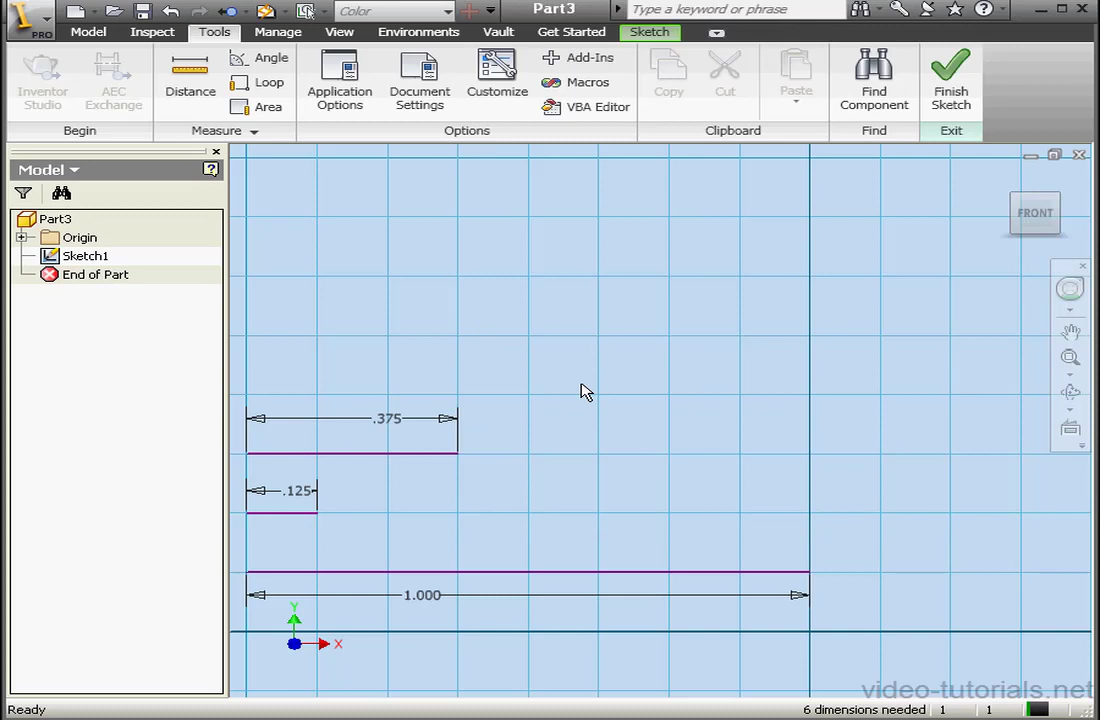 Color
Part3
Type a keyword or phrase
PRO
Model
Inspect
Tools
Manage
View
Environments
Vault
Get Started
Sketch
Inventor Studio
AEC Exchange
Distance
Angle
Loop
Area
Application Options
Document Settings
Customize
Add-Ins
Macros
VBA Editor
Copy
Cut
Paste
Find Component
Finish Sketch
Begin
Measure
Options
Clipboard
Find
Exit
Model
Part3
Origin
Sketch1
End of Part
FRONT
.375
.125
1.000
Y
X
video-tutorials.net
Ready
6 dimensions needed
1
1